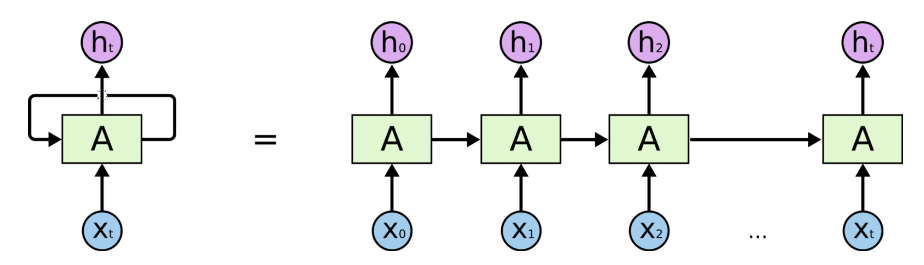 hₜ h₀ h₁ h₂ hₜ
A = A A A A
xₜ x₀ x₁ x₂ ... xₜ